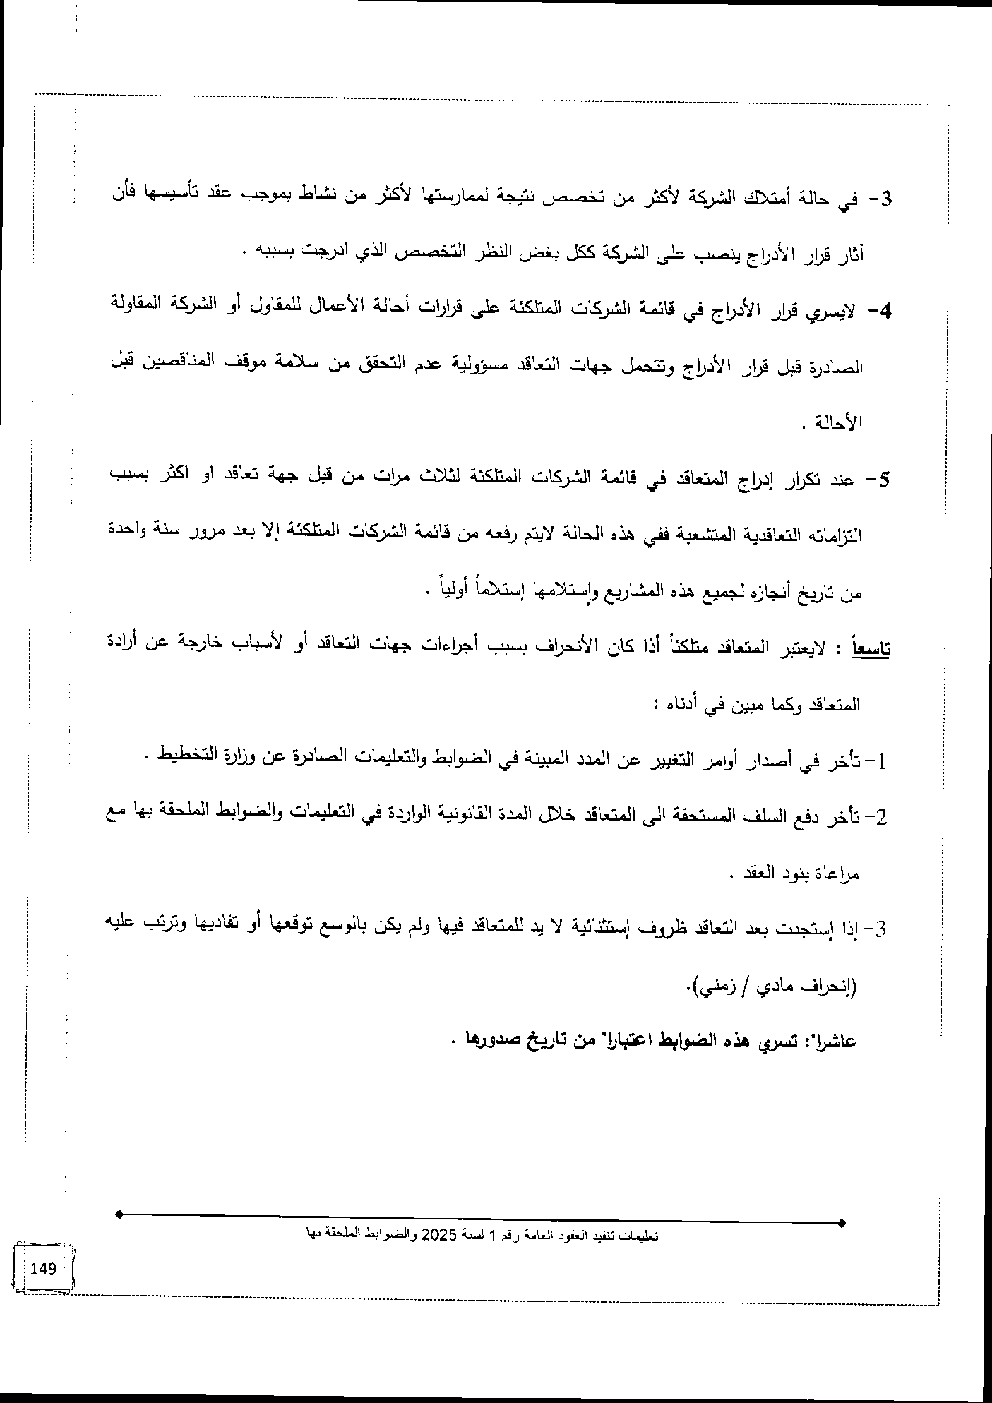 3- في حالة أمتلاك الشركة لأكثر من تخصص نتيجة لممارستها لأكثر من نشاط بموجب عقد تأسيسها فأن
آثار قرار الأدراج ينصب على الشركة ككل بغض النظر التخصص الذي ادرجت بسببه .
4- لايسري قرار الأدراج في قائمة الشركات المتلكئة على قرارات أحالة الأعمال للمقاول أو الشركة المقاولة
الصادرة قبل قرار الأدراج وتتحمل جهات التعاقد مسؤولية عدم التحقق من سلامة موقف المناقصين قبل
الأحالة .
5- عند تكرار إدراج المتعاقد في قائمة الشركات المتلكئة لثلاث مرات من قبل جهة تعاقد او اكثر بسبب
التزاماته التعاقدية المتشعبة ففي هذه الحالة لايتم رفعه من قائمة الشركات المتلكئة إلا بعد مرور سنة واحدة
من تاريخ أنجازه لجميع هذه المشاريع وإستلامها إستلاماً أولياً .
تاسعاً : لايعتبر المتعاقد متلكئاً أذا كان الأنحراف بسبب أجراءات جهات التعاقد أو لأسباب خارجة عن أرادة
المتعاقد وكما مبين في أدناه :
1- تأخر في أصدار أوامر التغيير عن المدد المبينة في الضوابط والتعليمات الصادرة عن وزارة التخطيط .
2- تأخر دفع السلف المستحقة الى المتعاقد خلال المدة القانونية الواردة في التعليمات والضوابط الملحقة بها مع
مراعاة بنود العقد .
3- إذا إستجدت بعد التعاقد ظروف إستثنائية لا يد للمتعاقد فيها ولم يكن بالوسع توقعها أو تفاديها وترتب عليه
(إنحراف مادي / زمني).
عاشرا": تسري هذه الضوابط اعتبارا" من تاريخ صدورها .
تعليمات تنفيذ العقود العامة رقم 1 لسنة 2025 والضوابط الملحقة بها
149